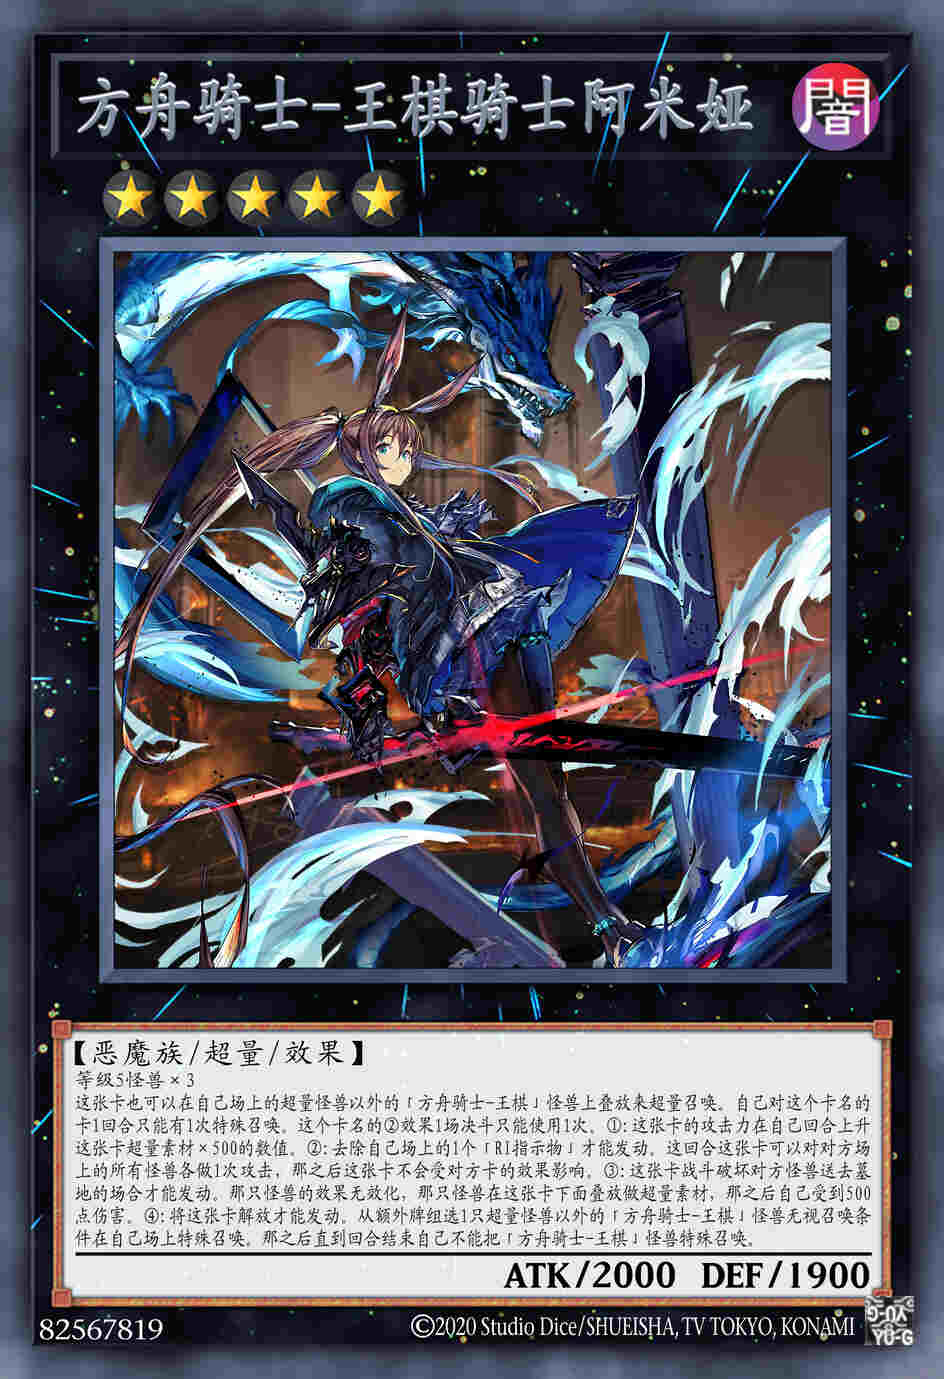 方舟骑士-王棋骑士阿米娅
闇
【恶魔族/超量/效果】
等级5怪兽×3
这张卡也可以在自己场上的超量怪兽以外的「方舟骑士-王棋」怪兽上叠放来超量召唤。自己对这个卡名的
卡1回合只能有1次特殊召唤。这个卡名的②效果1场决斗只能使用1次。①:这张卡的攻击力在自己回合上升
这张卡超量素材×500的数值。②:去除自己场上的1个「RI指示物」才能发动。这回合这张卡可以对对方场
上的所有怪兽各做1次攻击，那之后这张卡不会受对方卡的效果影响。③:这张卡战斗破坏对方怪兽送去墓
地的场合才能发动。那只怪兽的效果无效化，那只怪兽在这张卡下面叠放做超量素材，那之后自己受到500
点伤害。④:将这张卡解放才能发动。从额外牌组选1只超量怪兽以外的「方舟骑士-王棋」怪兽无视召唤条
件在自己场上特殊召唤。那之后直到回合结束自己不能把「方舟骑士-王棋」怪兽特殊召唤。
ATK/2000 DEF/1900
82567819 ©2020 Studio Dice/SHUEISHA, TV TOKYO, KONAMI
YU-G